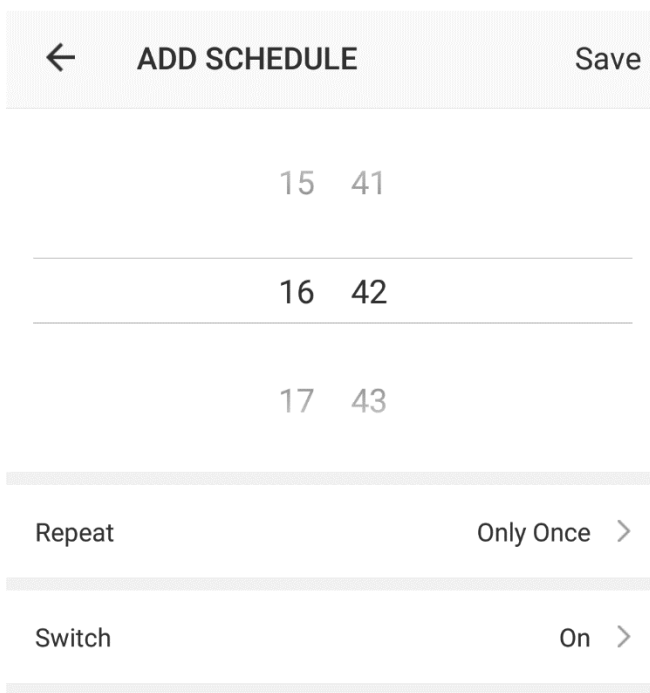 ADD SCHEDULE Save
15 41
16 42
17 43
Repeat Only Once
Switch On